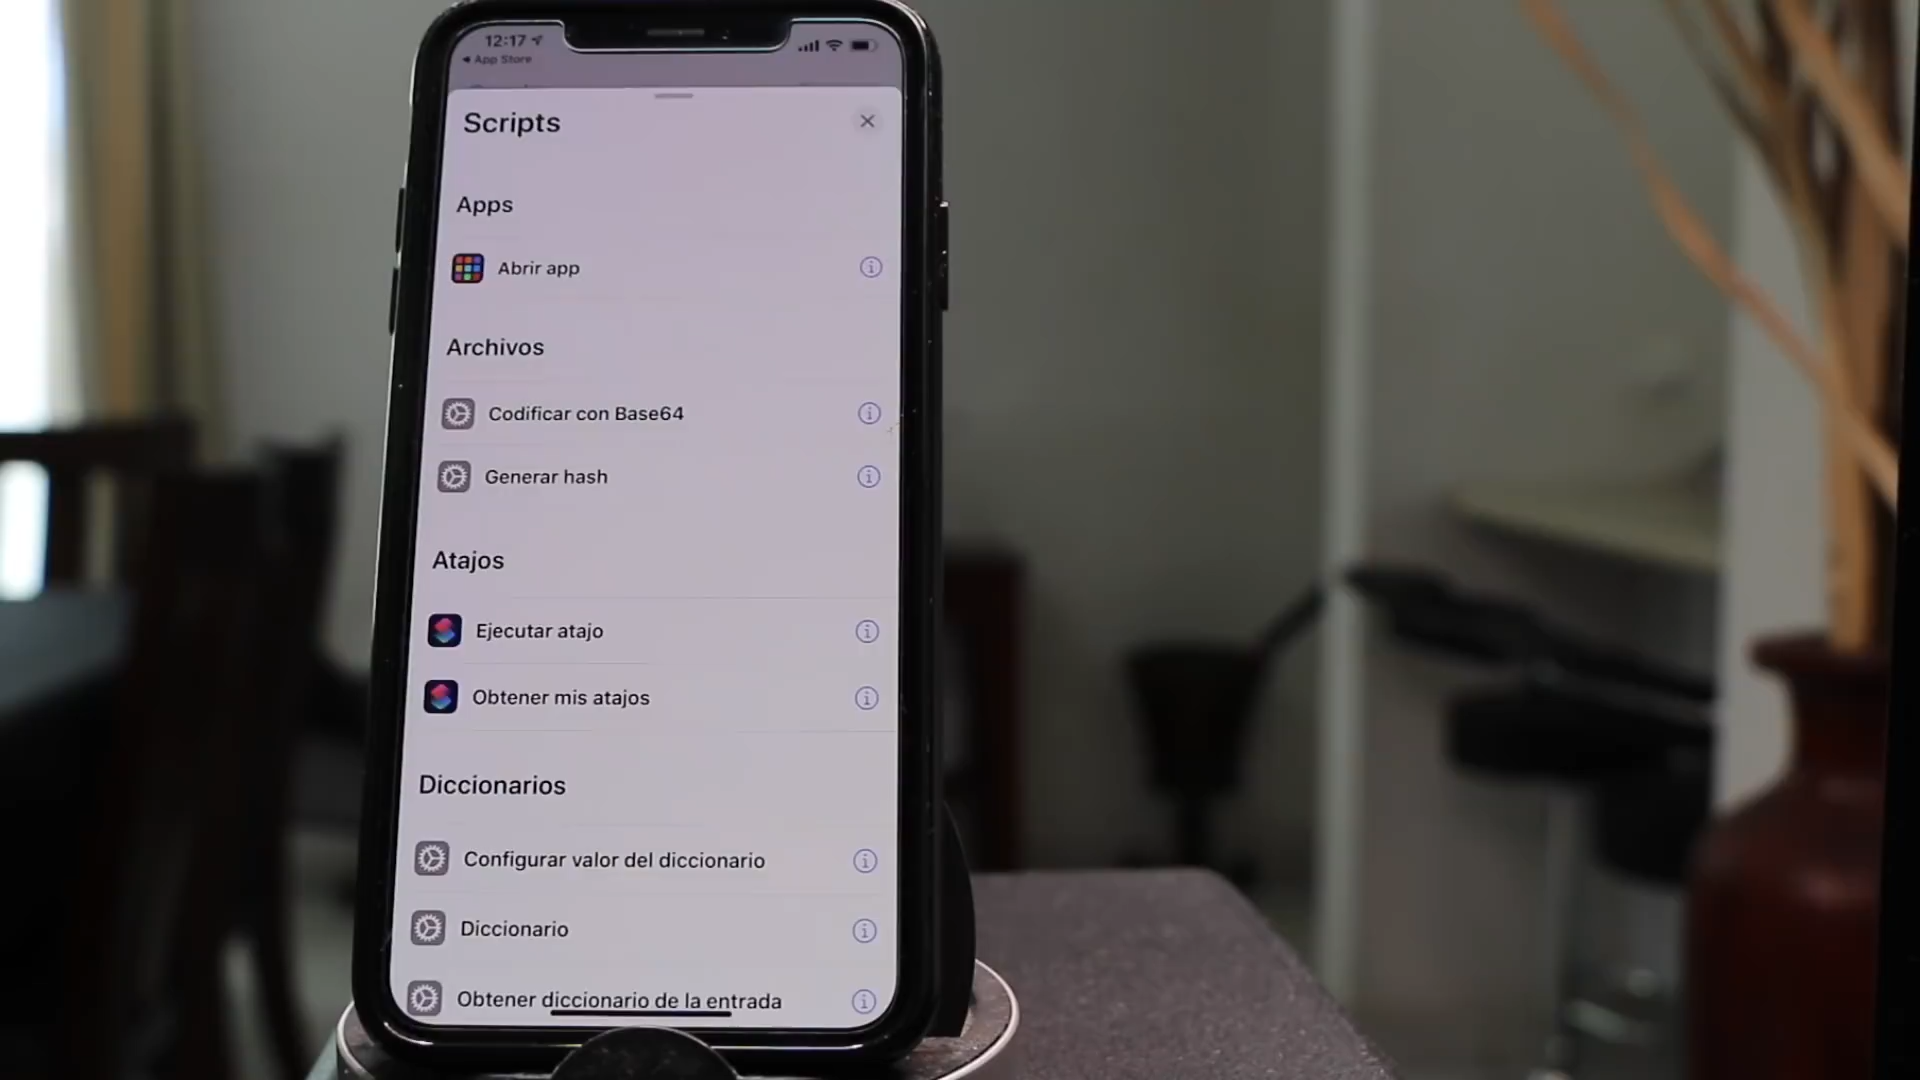 12:17
App Store
Scripts
Apps
Abrir app
Archivos
Codificar con Base64
Generar hash
Atajos
Ejecutar atajo
Obtener mis atajos
Diccionarios
Configurar valor del diccionario
Diccionario
Obtener diccionario de la entrada